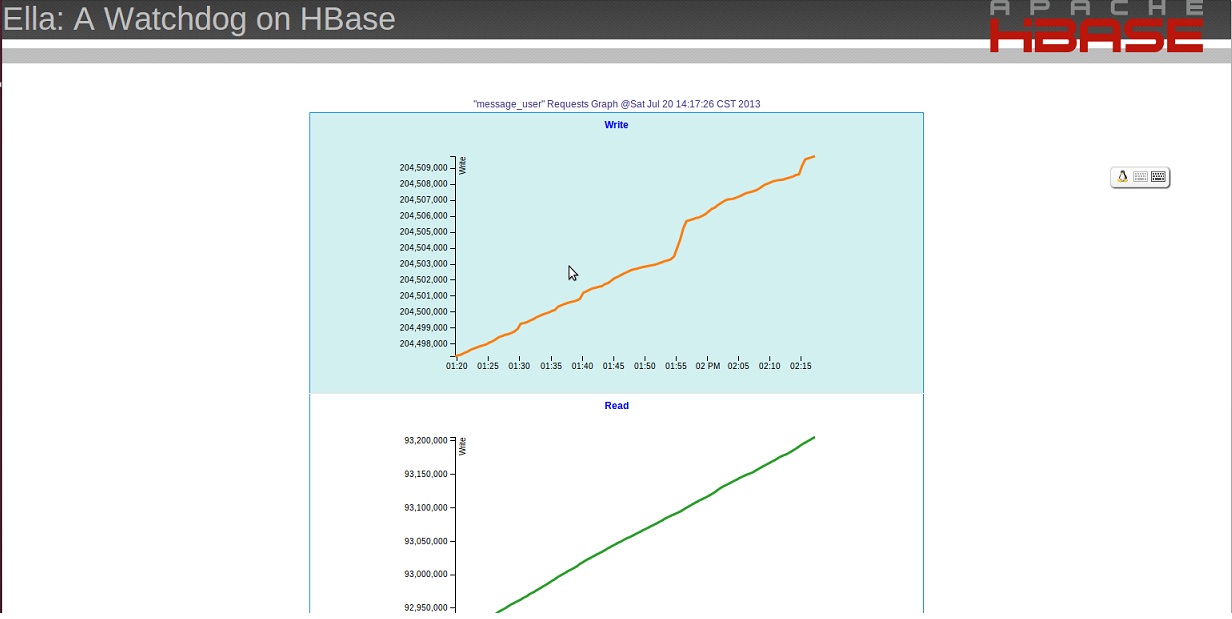 Ella: A Watchdog on HBase
APACHE
HBASE
"message_user" Requests Graph @Sat Jul 20 14:17:26 CST 2013
Write
Write
204,509,000
204,508,000
204,507,000
204,506,000
204,505,000
204,504,000
204,503,000
204,502,000
204,501,000
204,500,000
204,499,000
204,498,000
01:20 01:25 01:30 01:35 01:40 01:45 01:50 01:55 02 PM 02:05 02:10 02:15
Read
Write
93,200,000
93,150,000
93,100,000
93,050,000
93,000,000
92,950,000